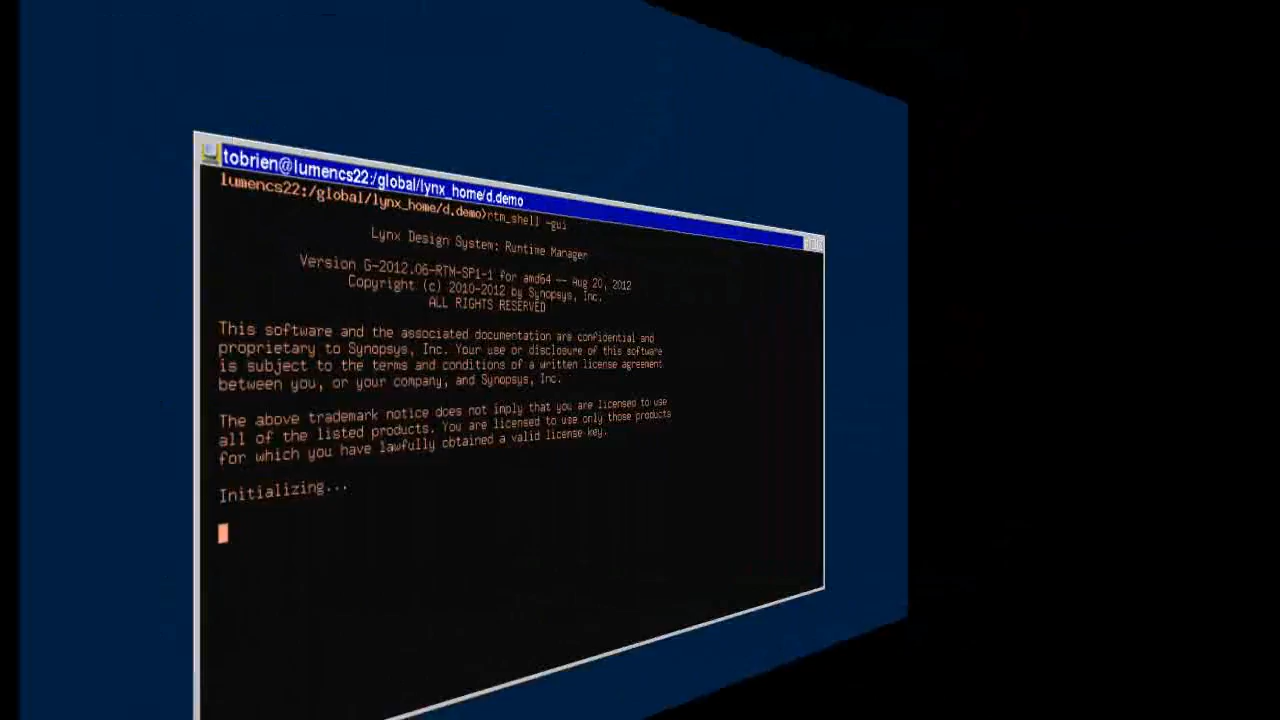 tobrien@lumencs22:/global/lynx_home/d.demo
lumencs22:/global/lynx_home/d.demo>rtm_shell -gui
Lynx Design System: Runtime Manager
Version G-2012.06-RTM-SP1-1 for amd64 -- Aug 20, 2012
Copyright (c) 2010-2012 by Synopsys, Inc.
ALL RIGHTS RESERVED
This software and the associated documentation are confidential and
proprietary to Synopsys, Inc. Your use or disclosure of this software
is subject to the terms and conditions of a written license agreement
between you, or your company, and Synopsys, Inc.
The above trademark notice does not imply that you are licensed to use
all of the listed products. You are licensed to use only those products
for which you have lawfully obtained a valid license key.
Initializing...